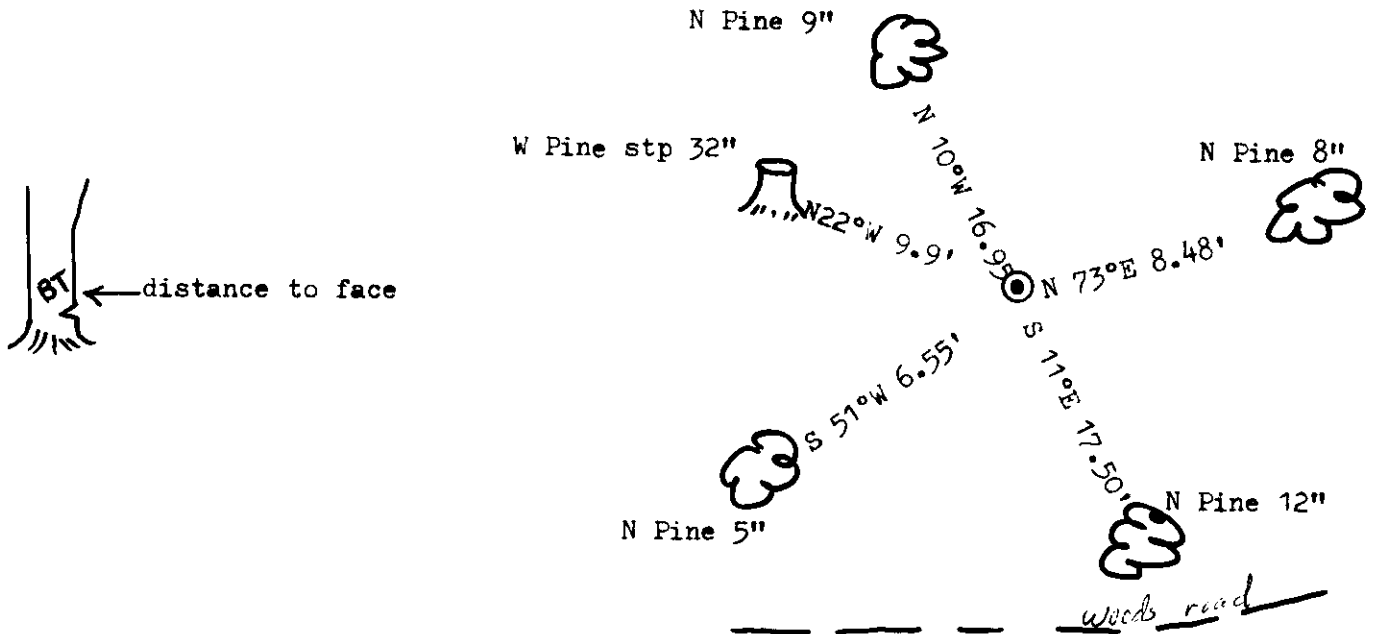 N Pine 9"
N 10°W 16.95
W Pine stp 32"
N22°W 9.9'
N Pine 8"
N 73°E 8.48'
BT
distance to face
S 51°W 6.55'
S 11°E 17.50'
N Pine 5"
N Pine 12"
Woods road